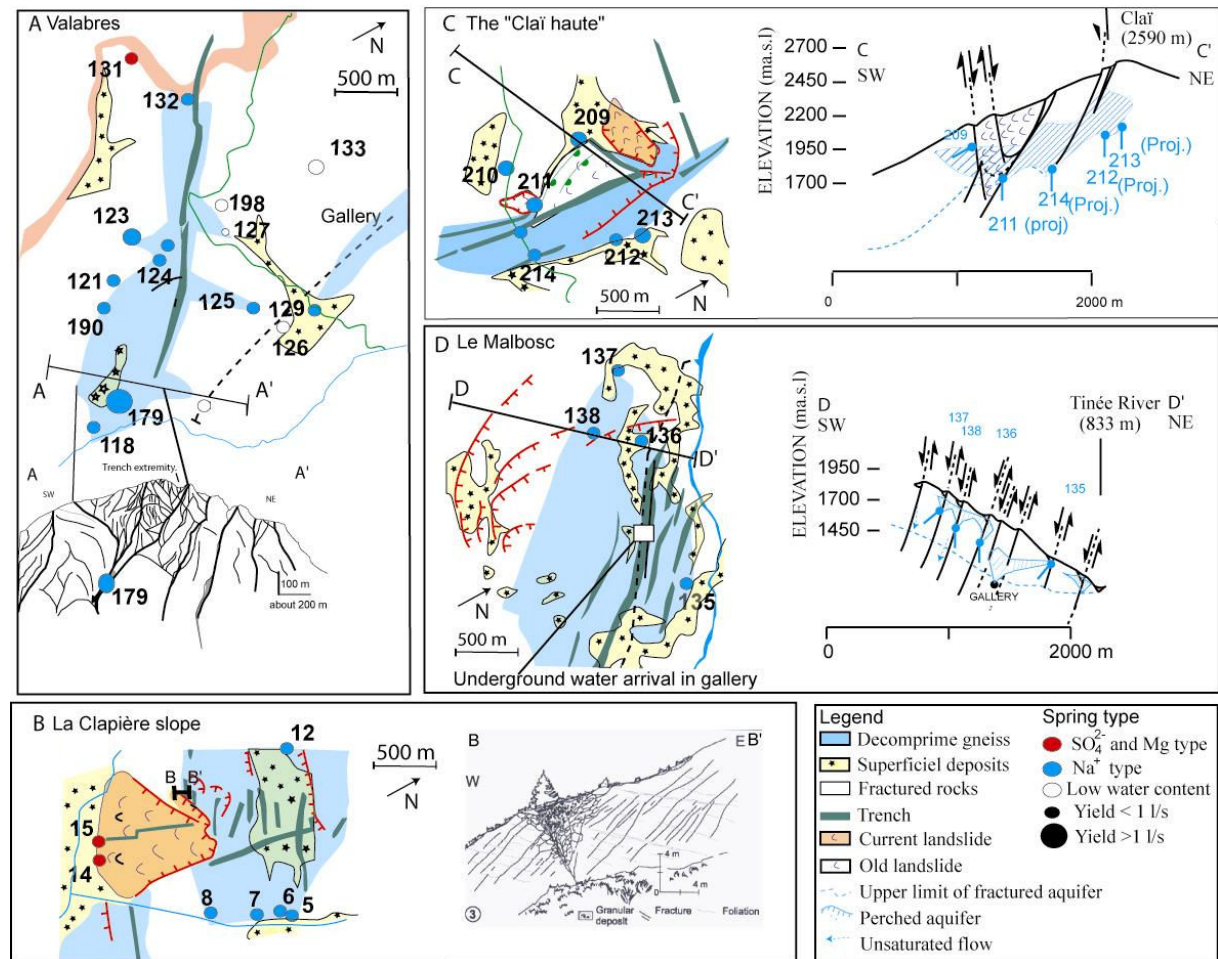 A Valabres
131
132
133
N
500 m
198
127
Gallery
123
124
121
125
129
190
126
A
A'
179
118
Trench extremity.
A
SW
NE
A'
179
100 m
about 200 m
C The "Claï haute"
C
209
210
211
C'
213
214
212
500 m
N
ELEVATION (ma.s.l)
2700
2450
2200
1950
1700
C
SW
Claï
(2590 m)
C'
NE
209
213 (Proj.)
212 (Proj.)
214 (Proj.)
211 (proj)
0
2000 m
D Le Malbosc
137
D
138
136
D'
N
135
500 m
Underground water arrival in gallery
ELEVATION (ma.s.l)
1950
1700
1450
D
SW
137
138
136
135
Tinée River
(833 m)
D'
NE
GALLERY
0
2000 m
B La Clapière slope
12
500 m
N
B
B'
15
14
8
7
6
5
B
W
E
B'
4 m
0
4 m
3
Granular
deposit
Fracture
Foliation
Legend
Decomprime gneiss
Superficiel deposits
Fractured rocks
Trench
Current landslide
Old landslide
Upper limit of fractured aquifer
Perched aquifer
Unsaturated flow
Spring type
SO₄²⁻ and Mg type
Na⁺ type
Low water content
Yield < 1 l/s
Yield >1 l/s